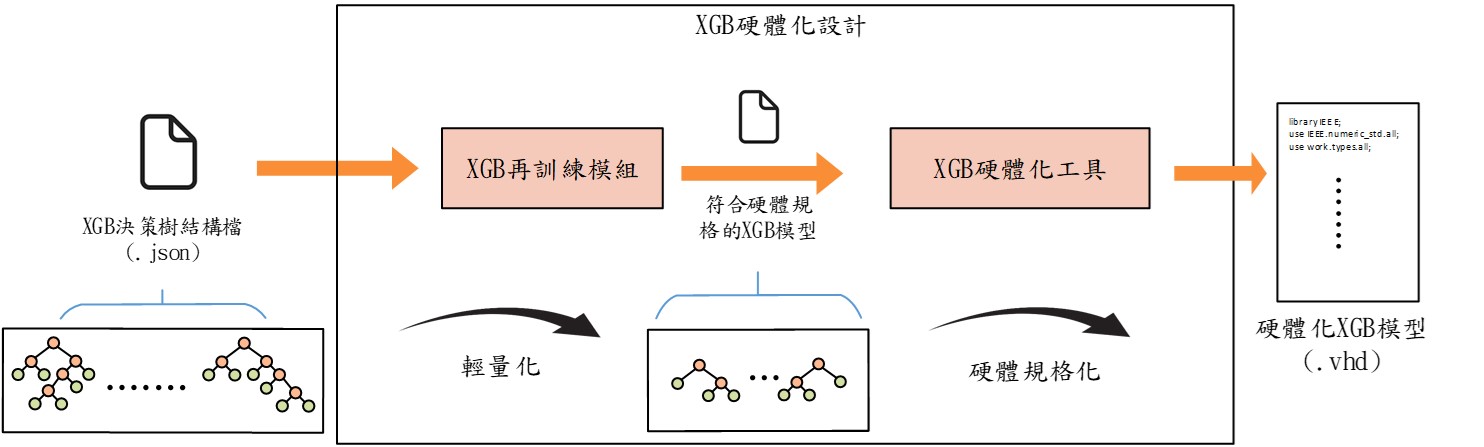 XGB硬體化設計
XGB決策樹結構檔
(.json)
XGB再訓練模組
符合硬體規
格的XGB模型
XGB硬體化工具
library IEEE;
use IEEE.numeric_std.all;
use work.types.all;
硬體化XGB模型
(.vhd)
輕量化
硬體規格化